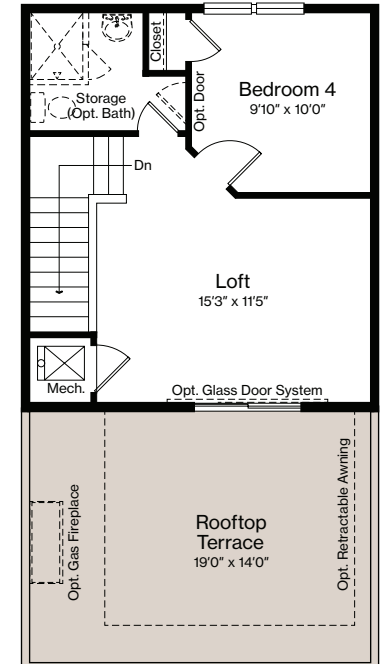 Closet
Storage
(Opt. Bath)
Opt. Door
Bedroom 4
9'10" x 10'0"
Dn
Loft
15'3" x 11'5"
Mech.
Opt. Glass Door System
Opt. Gas Fireplace
Rooftop
Terrace
19'0" x 14'0"
Opt. Retractable Awning